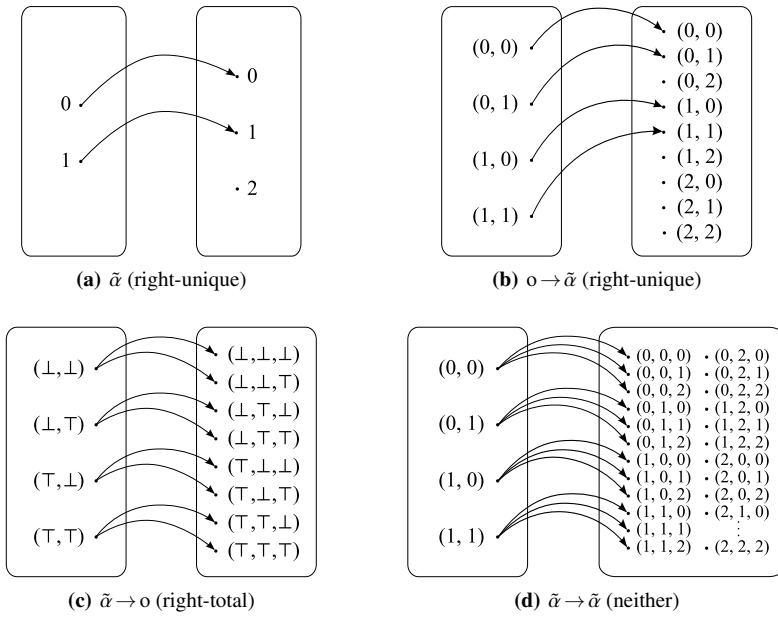 0
1
0
1
2
(a) α̃ (right-unique)
(0, 0)
(0, 1)
(1, 0)
(1, 1)
(0, 0)
(0, 1)
(0, 2)
(1, 0)
(1, 1)
(1, 2)
(2, 0)
(2, 1)
(2, 2)
(b) o → α̃ (right-unique)
(⊥,⊥)
(⊥,⊤)
(⊤,⊥)
(⊤,⊤)
(⊥,⊥,⊥)
(⊥,⊥,⊤)
(⊥,⊤,⊥)
(⊥,⊤,⊤)
(⊤,⊥,⊥)
(⊤,⊥,⊤)
(⊤,⊤,⊥)
(⊤,⊤,⊤)
(c) α̃ → o (right-total)
(0, 0)
(0, 1)
(1, 0)
(1, 1)
(0, 0, 0) (0, 2, 0)
(0, 0, 1) (0, 2, 1)
(0, 0, 2) (0, 2, 2)
(0, 1, 0) (1, 2, 0)
(0, 1, 1) (1, 2, 1)
(0, 1, 2) (1, 2, 2)
(1, 0, 0) (2, 0, 0)
(1, 0, 1) (2, 0, 1)
(1, 0, 2) (2, 0, 2)
(1, 1, 0) (2, 1, 0)
(1, 1, 1) ⋮
(1, 1, 2) (2, 2, 2)
(d) α̃ → α̃ (neither)